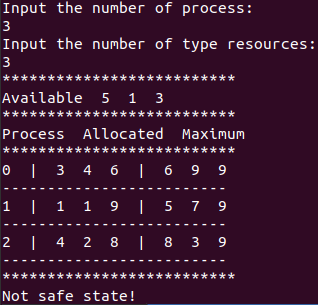 Input the number of process:
3
Input the number of type resources:
3
**************************
Available  5  1  3
**************************
Process  Allocated  Maximum
**************************
0  |  3  4  6  |  6  9  9
-------------------------
1  |  1  1  9  |  5  7  9
-------------------------
2  |  4  2  8  |  8  3  9
-------------------------
**************************
Not safe state!